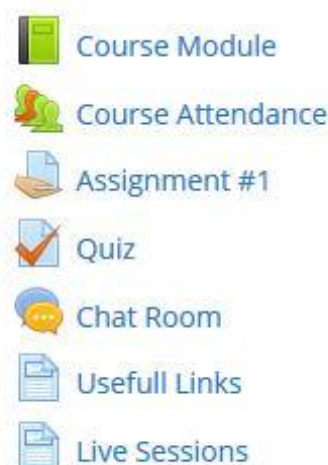 Course Module
Course Attendance
Assignment #1
Quiz
Chat Room
Usefull Links
Live Sessions